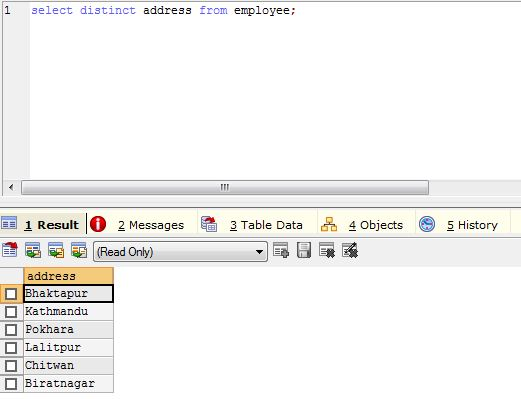 1 select distinct address from employee;
1 Result 2 Messages 3 Table Data 4 Objects 5 History
(Read Only)
address
Bhaktapur
Kathmandu
Pokhara
Lalitpur
Chitwan
Biratnagar